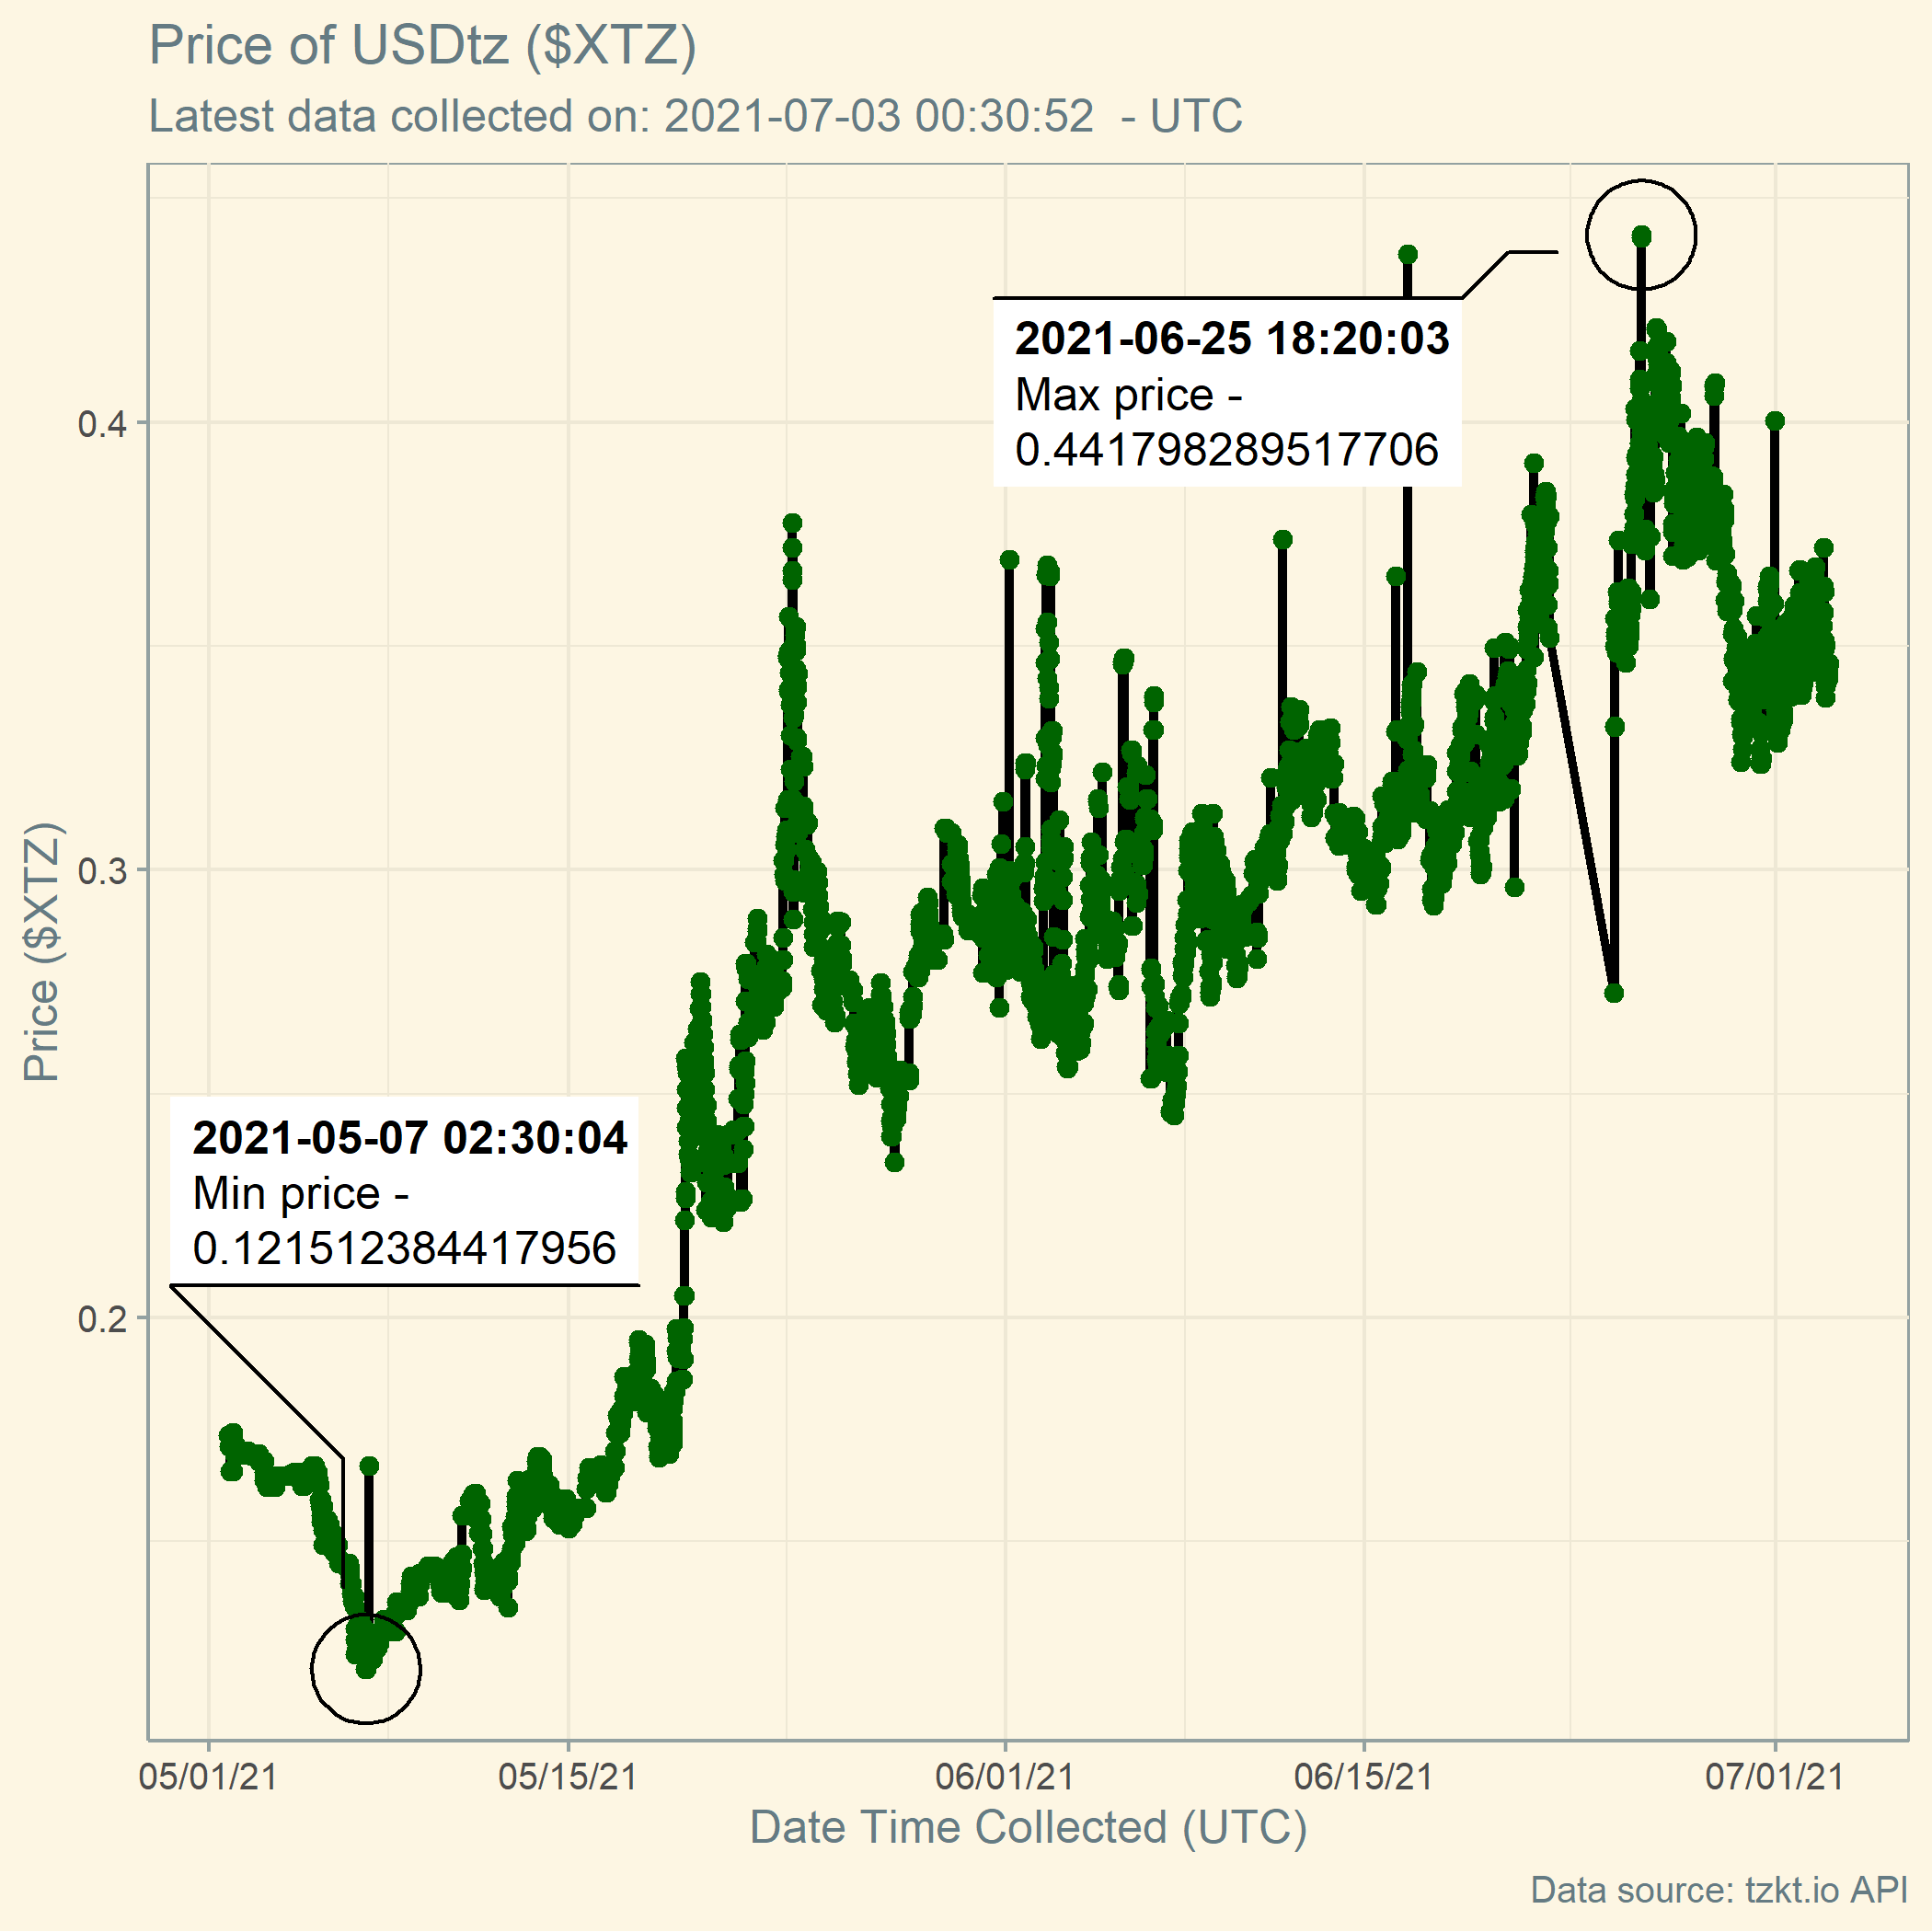 Price of USDtz ($XTZ)
Latest data collected on: 2021-07-03 00:30:52  - UTC
2021-06-25 18:20:03
Max price -
0.441798289517706
0.4
0.3
0.2
Price ($XTZ)
2021-05-07 02:30:04
Min price -
0.121512384417956
05/01/21
05/15/21
06/01/21
06/15/21
07/01/21
Date Time Collected (UTC)
Data source: tzkt.io API